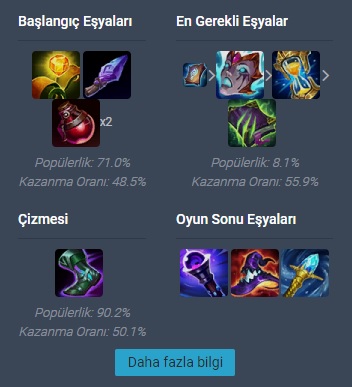 Başlangıç Eşyaları
x2
Popülerlik: 71.0%
Kazanma Oranı: 48.5%
En Gerekli Eşyalar
Popülerlik: 8.1%
Kazanma Oranı: 55.9%
Çizmesi
Popülerlik: 90.2%
Kazanma Oranı: 50.1%
Oyun Sonu Eşyaları
Daha fazla bilgi